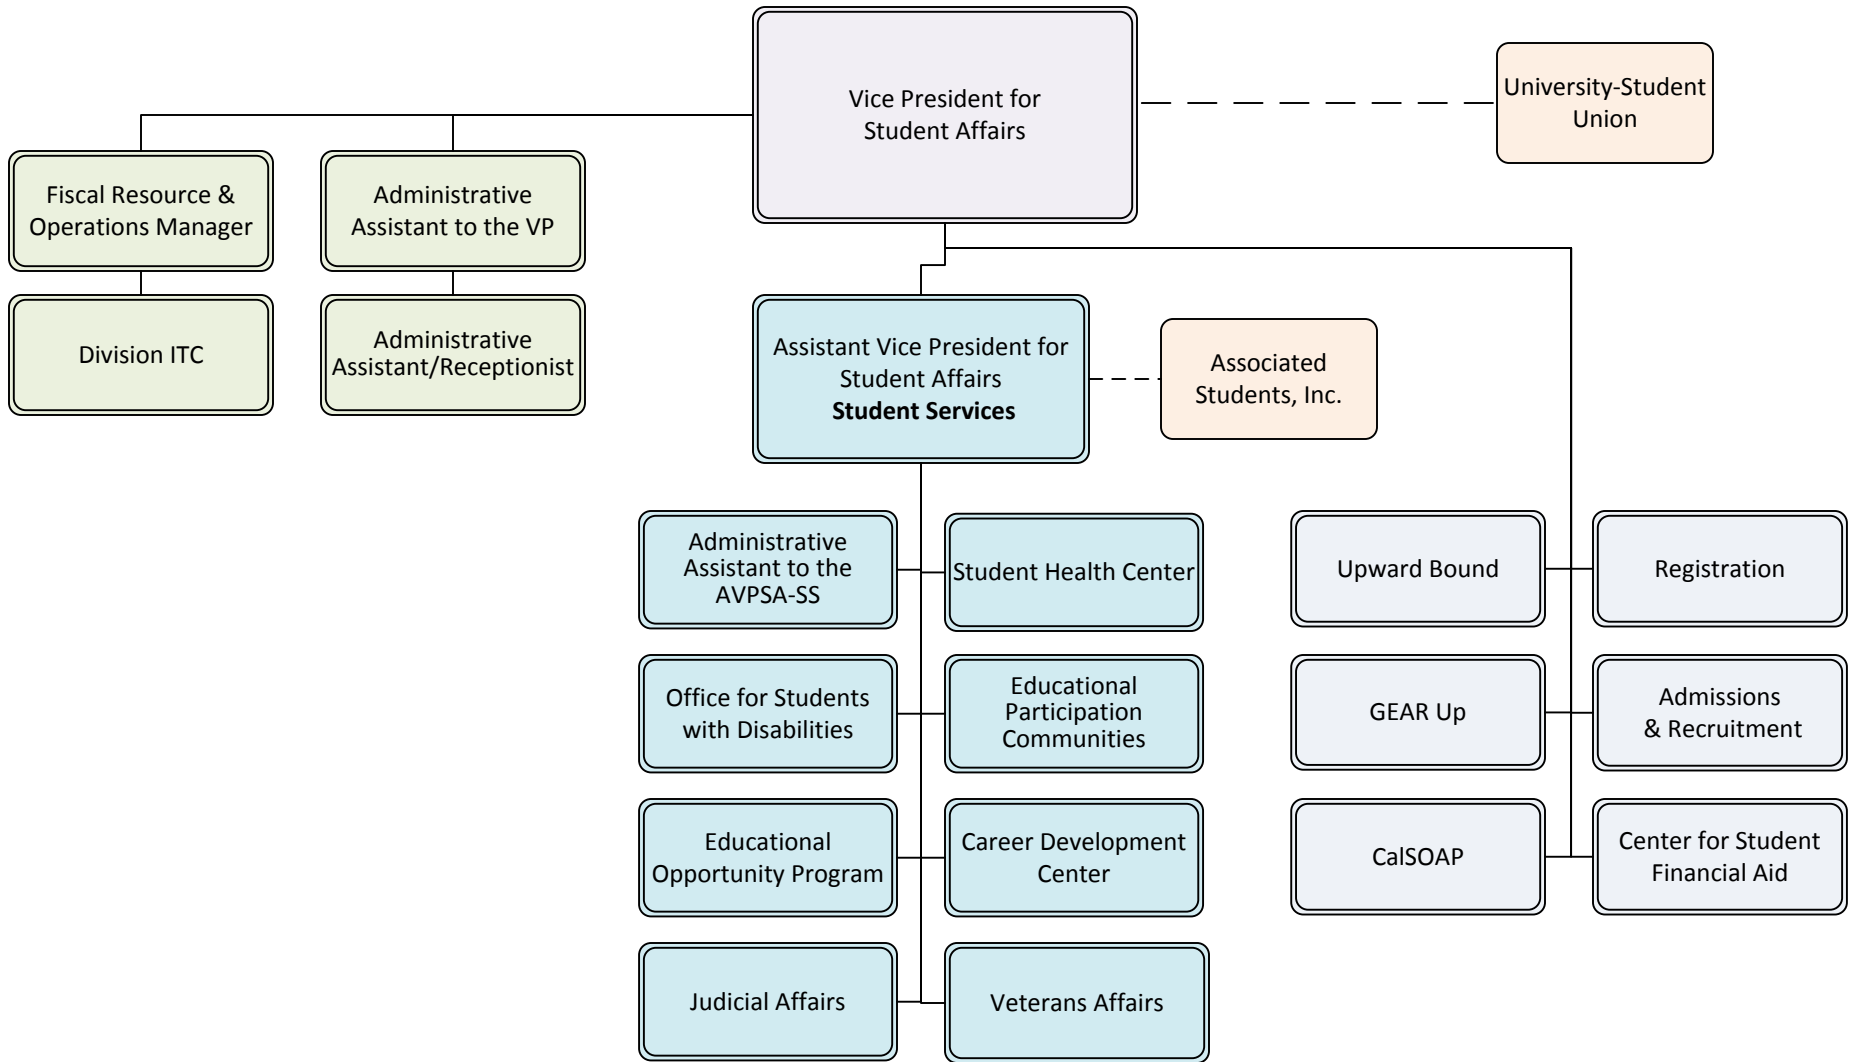 Vice President for
Student Affairs
University-Student
Union
Fiscal Resource &
Operations Manager
Administrative
Assistant to the VP
Division ITC
Administrative
Assistant/Receptionist
Assistant Vice President for
Student Affairs
Student Services
Associated
Students, Inc.
Administrative
Assistant to the
AVPSA-SS
Student Health Center
Upward Bound
Registration
Office for Students
with Disabilities
Educational
Participation
Communities
GEAR Up
Admissions
& Recruitment
Educational
Opportunity Program
Career Development
Center
CalSOAP
Center for Student
Financial Aid
Judicial Affairs
Veterans Affairs